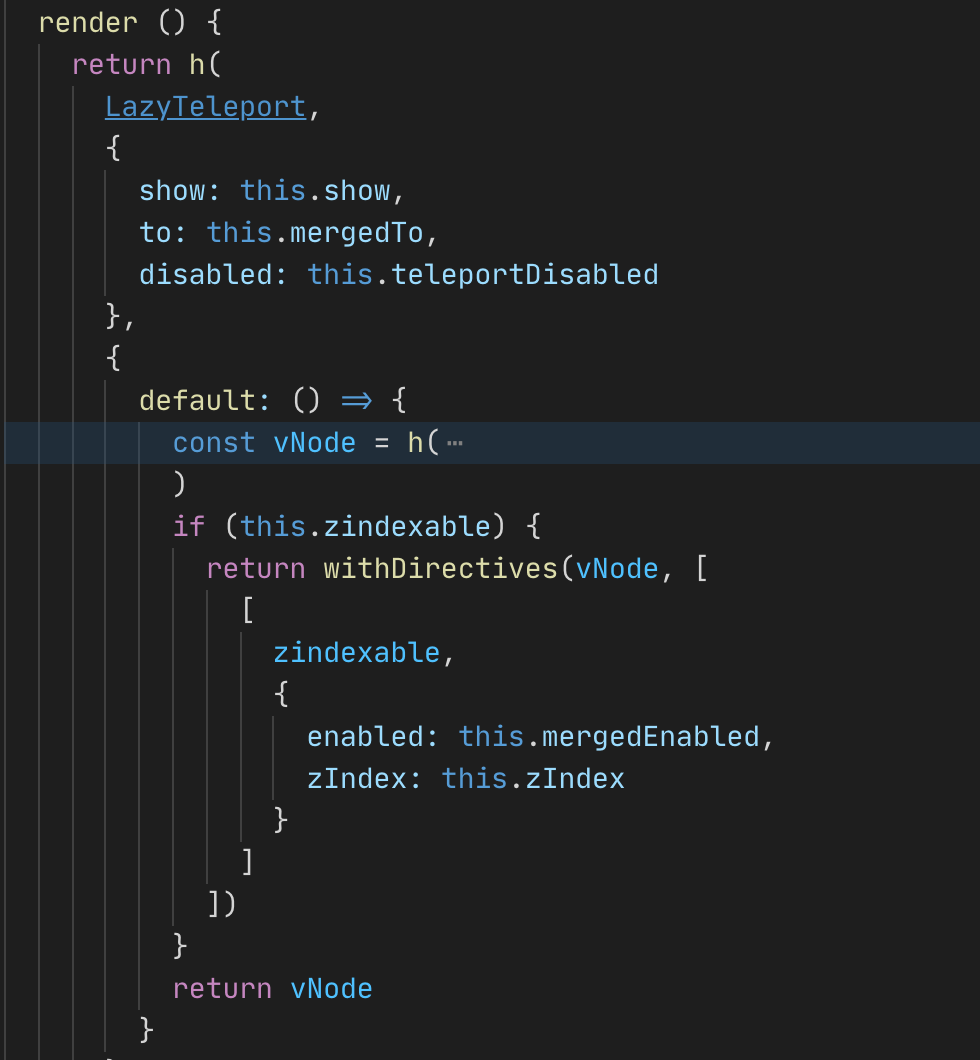 render () {
return h(
LazyTeleport,
{
show: this.show,
to: this.mergedTo,
disabled: this.teleportDisabled
},
{
default: () => {
const vNode = h(⋯
)
if (this.zindexable) {
return withDirectives(vNode, [
[
zindexable,
{
enabled: this.mergedEnabled,
zIndex: this.zIndex
}
]
])
}
return vNode
}